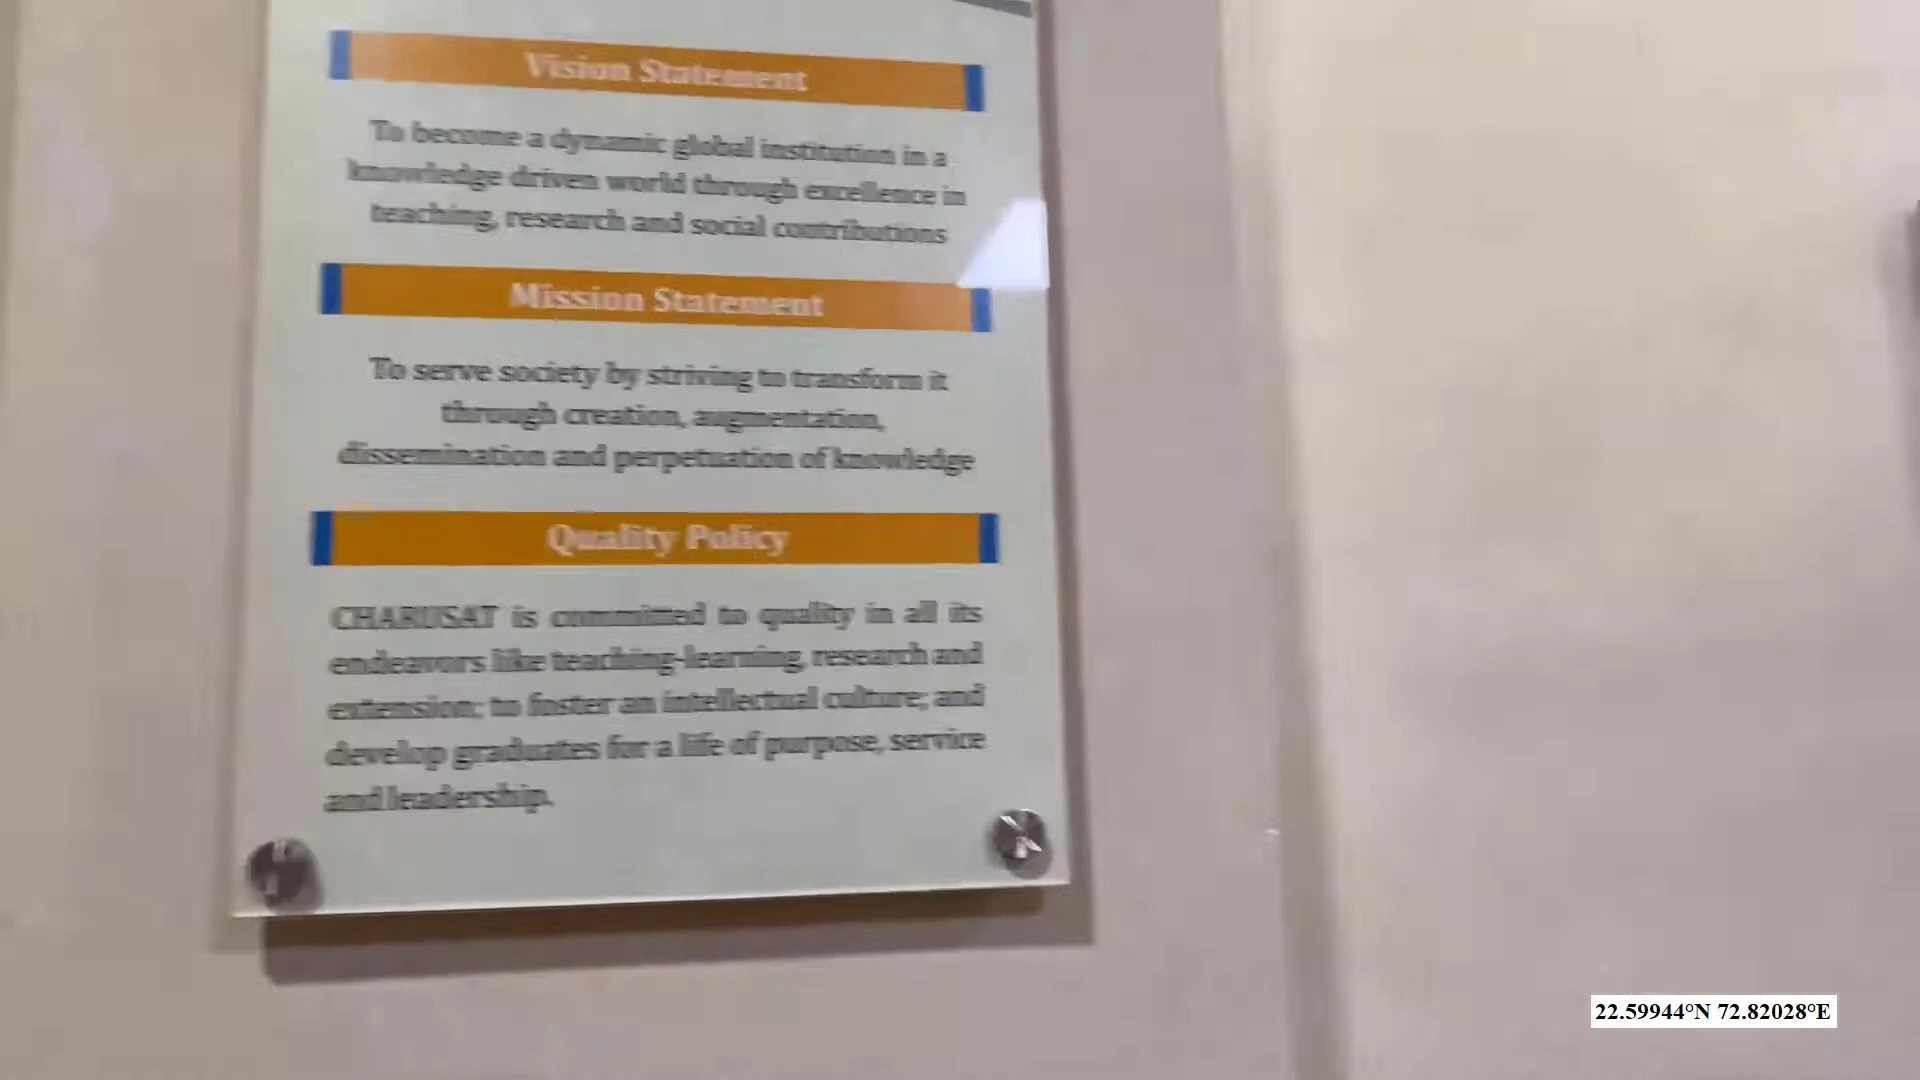 Vision Statement
To become a dynamic global institution in a
knowledge driven world through excellence in
teaching, research and social contributions
Mission Statement
To serve society by striving to transform it
through creation, augmentation,
dissemination and perpetuation of knowledge
Quality Policy
CHARUSAT is committed to quality in all its
endeavors like teaching-learning, research and
extension; to foster an intellectual culture; and
develop graduates for a life of purpose, service
and leadership.
22.59944°N 72.82028°E